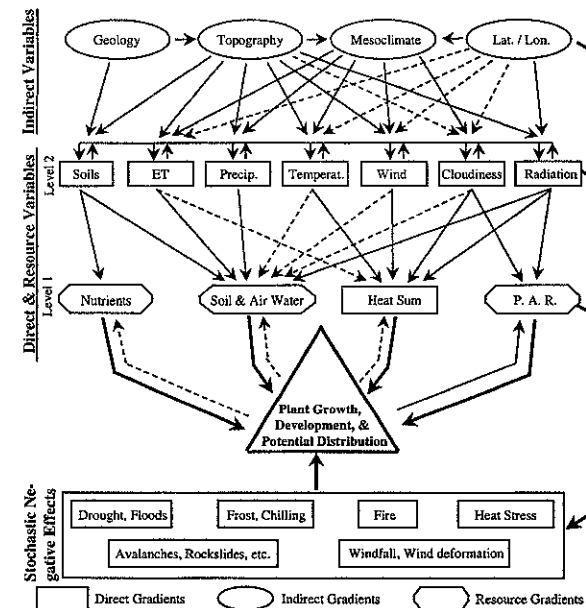 Indirect Variables
Geology
Topography
Mesoclimate
Lat. / Lon.
Direct & Resource Variables
Level 2
Soils
ET
Precip.
Temperat.
Wind
Cloudiness
Radiation
Level 1
Nutrients
Soil & Air Water
Heat Sum
P. A. R.
Plant Growth,
Development, &
Potential Distribution
Stochastic Ne-
gative Effects
Drought, Floods
Frost, Chilling
Fire
Heat Stress
Avalanches, Rockslides, etc.
Windfall, Wind deformation
Direct Gradients
Indirect Gradients
Resource Gradients